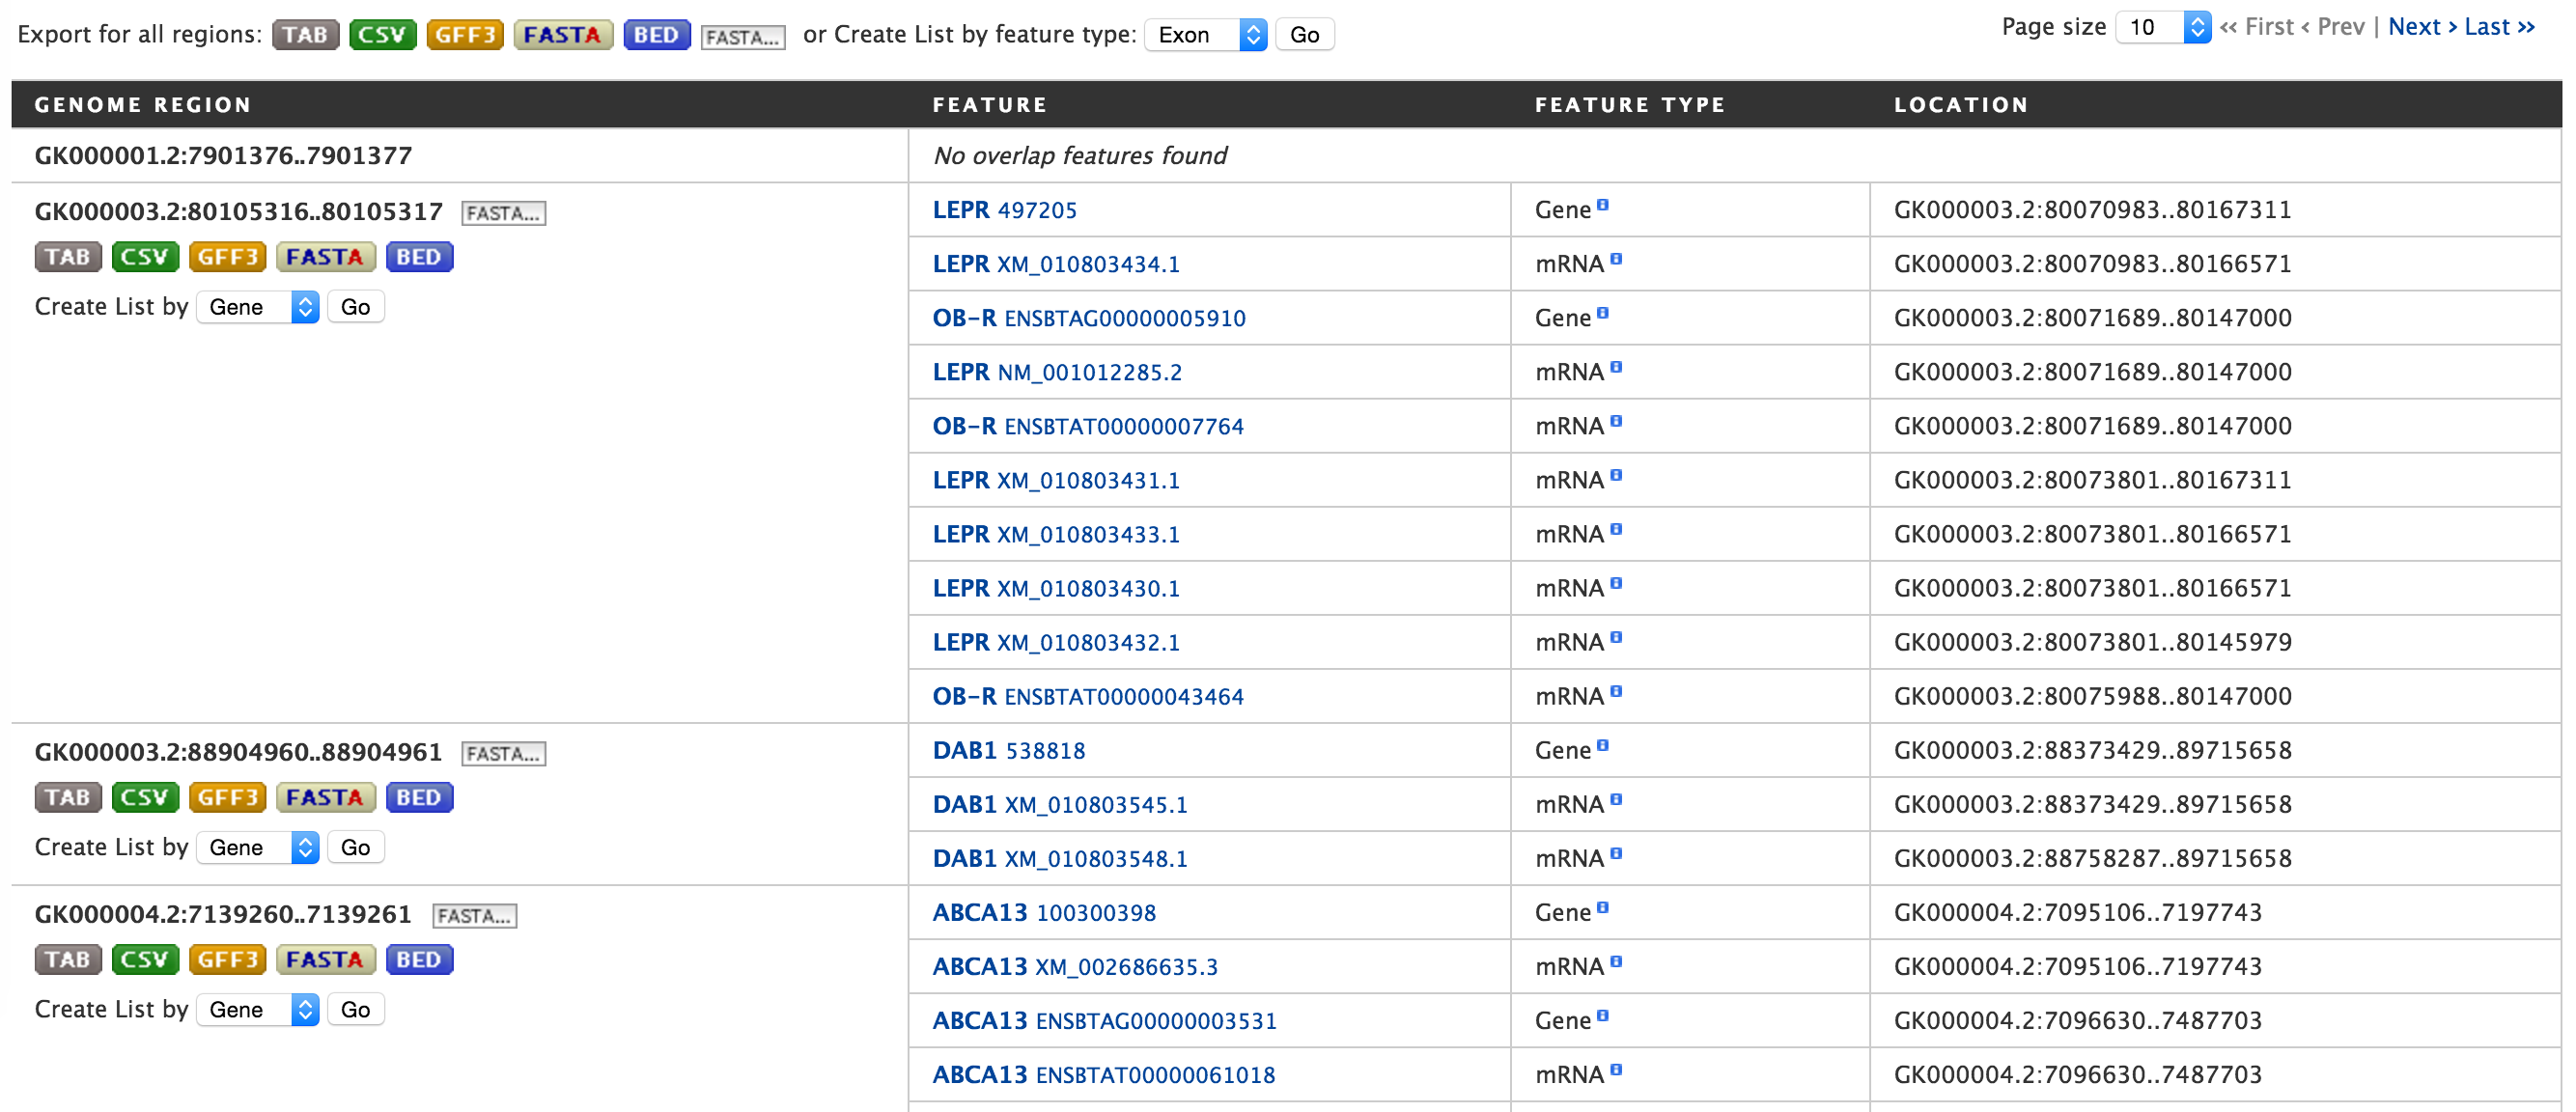 Export for all regions: TAB CSV GFF3 FASTA BED FASTA... or Create List by feature type: Exon Go
Page size 10 << First < Prev | Next > Last >>
GENOME REGION FEATURE FEATURE TYPE LOCATION
GK000001.2:7901376..7901377 No overlap features found
GK000003.2:80105316..80105317 FASTA...
TAB CSV GFF3 FASTA BED
Create List by Gene Go
LEPR 497205 Gene GK000003.2:80070983..80167311
LEPR XM_010803434.1 mRNA GK000003.2:80070983..80166571
OB-R ENSBTAG00000005910 Gene GK000003.2:80071689..80147000
LEPR NM_001012285.2 mRNA GK000003.2:80071689..80147000
OB-R ENSBTAT00000007764 mRNA GK000003.2:80071689..80147000
LEPR XM_010803431.1 mRNA GK000003.2:80073801..80167311
LEPR XM_010803433.1 mRNA GK000003.2:80073801..80166571
LEPR XM_010803430.1 mRNA GK000003.2:80073801..80166571
LEPR XM_010803432.1 mRNA GK000003.2:80073801..80145979
OB-R ENSBTAT00000043464 mRNA GK000003.2:80075988..80147000
GK000003.2:88904960..88904961 FASTA...
TAB CSV GFF3 FASTA BED
Create List by Gene Go
DAB1 538818 Gene GK000003.2:88373429..89715658
DAB1 XM_010803545.1 mRNA GK000003.2:88373429..89715658
DAB1 XM_010803548.1 mRNA GK000003.2:88758287..89715658
GK000004.2:7139260..7139261 FASTA...
TAB CSV GFF3 FASTA BED
Create List by Gene Go
ABCA13 100300398 Gene GK000004.2:7095106..7197743
ABCA13 XM_002686635.3 mRNA GK000004.2:7095106..7197743
ABCA13 ENSBTAG00000003531 Gene GK000004.2:7096630..7487703
ABCA13 ENSBTAT00000061018 mRNA GK000004.2:7096630..7487703